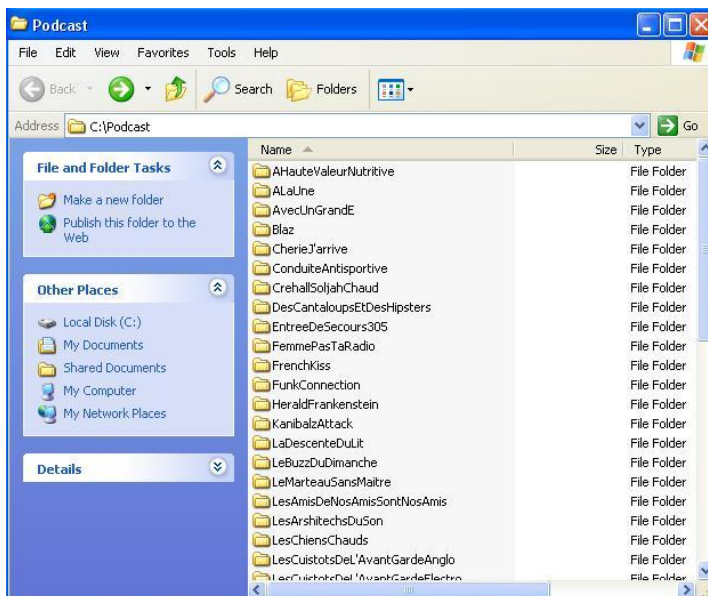 Podcast
File Edit View Favorites Tools Help
Back Search Folders
Address C:\Podcast Go
File and Folder Tasks
Make a new folder
Publish this folder to the
Web
Other Places
Local Disk (C:)
My Documents
Shared Documents
My Computer
My Network Places
Details
Name Size Type
AHauteValeurNutritive File Folder
ALaUne File Folder
AvecUnGrandE File Folder
Blaz File Folder
CherieJ'arrive File Folder
ConduiteAntisportive File Folder
CrehallSoljahChaud File Folder
DesCantaloupsEtDesHipsters File Folder
EntreeDeSecours305 File Folder
FemmePasTaRadio File Folder
FrenchKiss File Folder
FunkConnection File Folder
HeraldFrankenstein File Folder
KanibalzAttack File Folder
LaDescenteDuLit File Folder
LeBuzzDuDimanche File Folder
LeMarteauSansMaitre File Folder
LesAmisDeNosAmisSontNosAmis File Folder
LesArshitechsDuSon File Folder
LesChiensChauds File Folder
LesCuistotsDeL'AvantGardeAnglo File Folder
LesCuistotsDeL'AvantGardeElectro File Folder